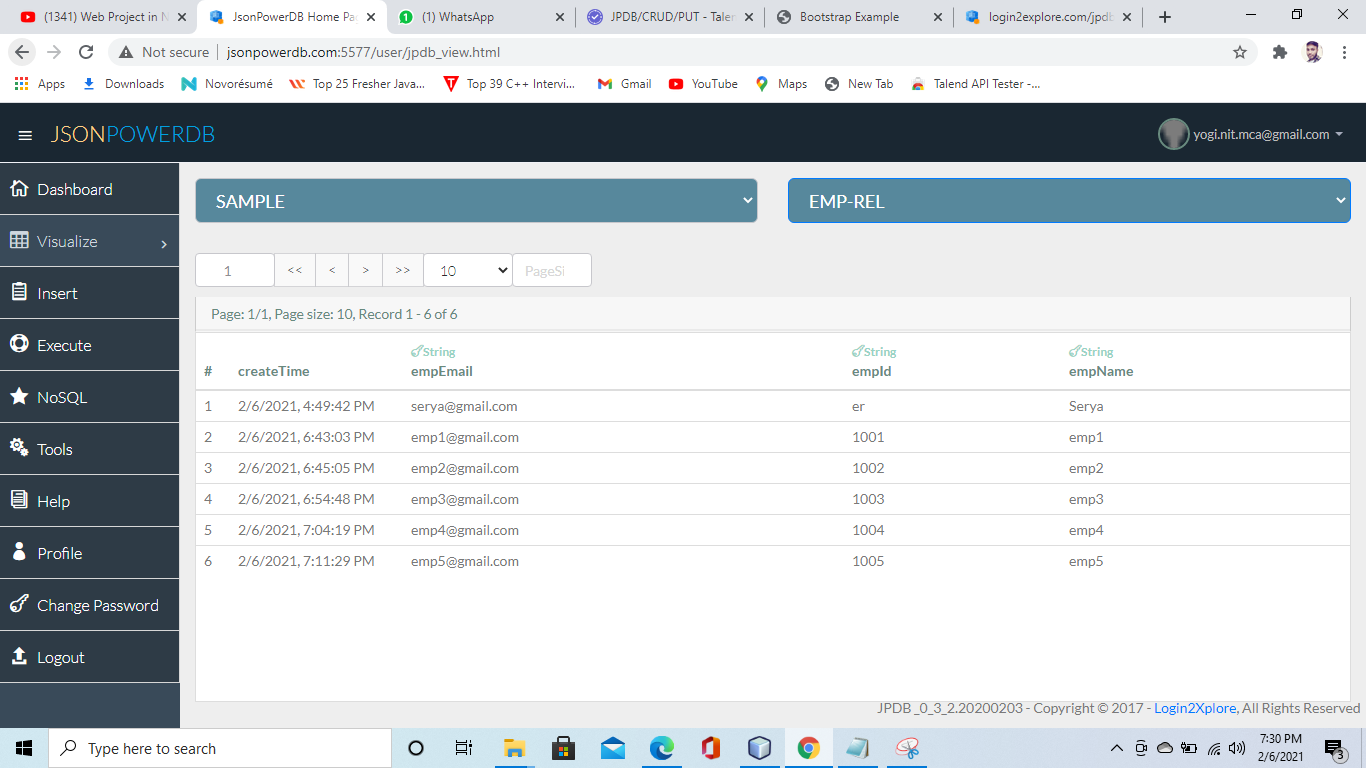 (1341) Web Project in N
JsonPowerDB Home Pa
(1) WhatsApp
JPDB/CRUD/PUT - Talen
Bootstrap Example
login2explore.com/jpdb
Not secure
jsonpowerdb.com:5577/user/jpdb_view.html
Apps
Downloads
Novorésumé
Top 25 Fresher Java...
Top 39 C++ Intervi...
Gmail
YouTube
Maps
New Tab
Talend API Tester -...
JSONPOWERDB
yogi.nit.mca@gmail.com
Dashboard
Visualize
Insert
Execute
NoSQL
Tools
Help
Profile
Change Password
Logout
SAMPLE
EMP-REL
1 << < > >> 10 PageSi
Page: 1/1, Page size: 10, Record 1 - 6 of 6
String String String
# createTime empEmail empId empName
1 2/6/2021, 4:49:42 PM serya@gmail.com er Serya
2 2/6/2021, 6:43:03 PM emp1@gmail.com 1001 emp1
3 2/6/2021, 6:45:05 PM emp2@gmail.com 1002 emp2
4 2/6/2021, 6:54:48 PM emp3@gmail.com 1003 emp3
5 2/6/2021, 7:04:19 PM emp4@gmail.com 1004 emp4
6 2/6/2021, 7:11:29 PM emp5@gmail.com 1005 emp5
JPDB_0_3_2.20200203 - Copyright © 2017 - Login2Xplore, All Rights Reserved
Type here to search
7:30 PM
2/6/2021
3